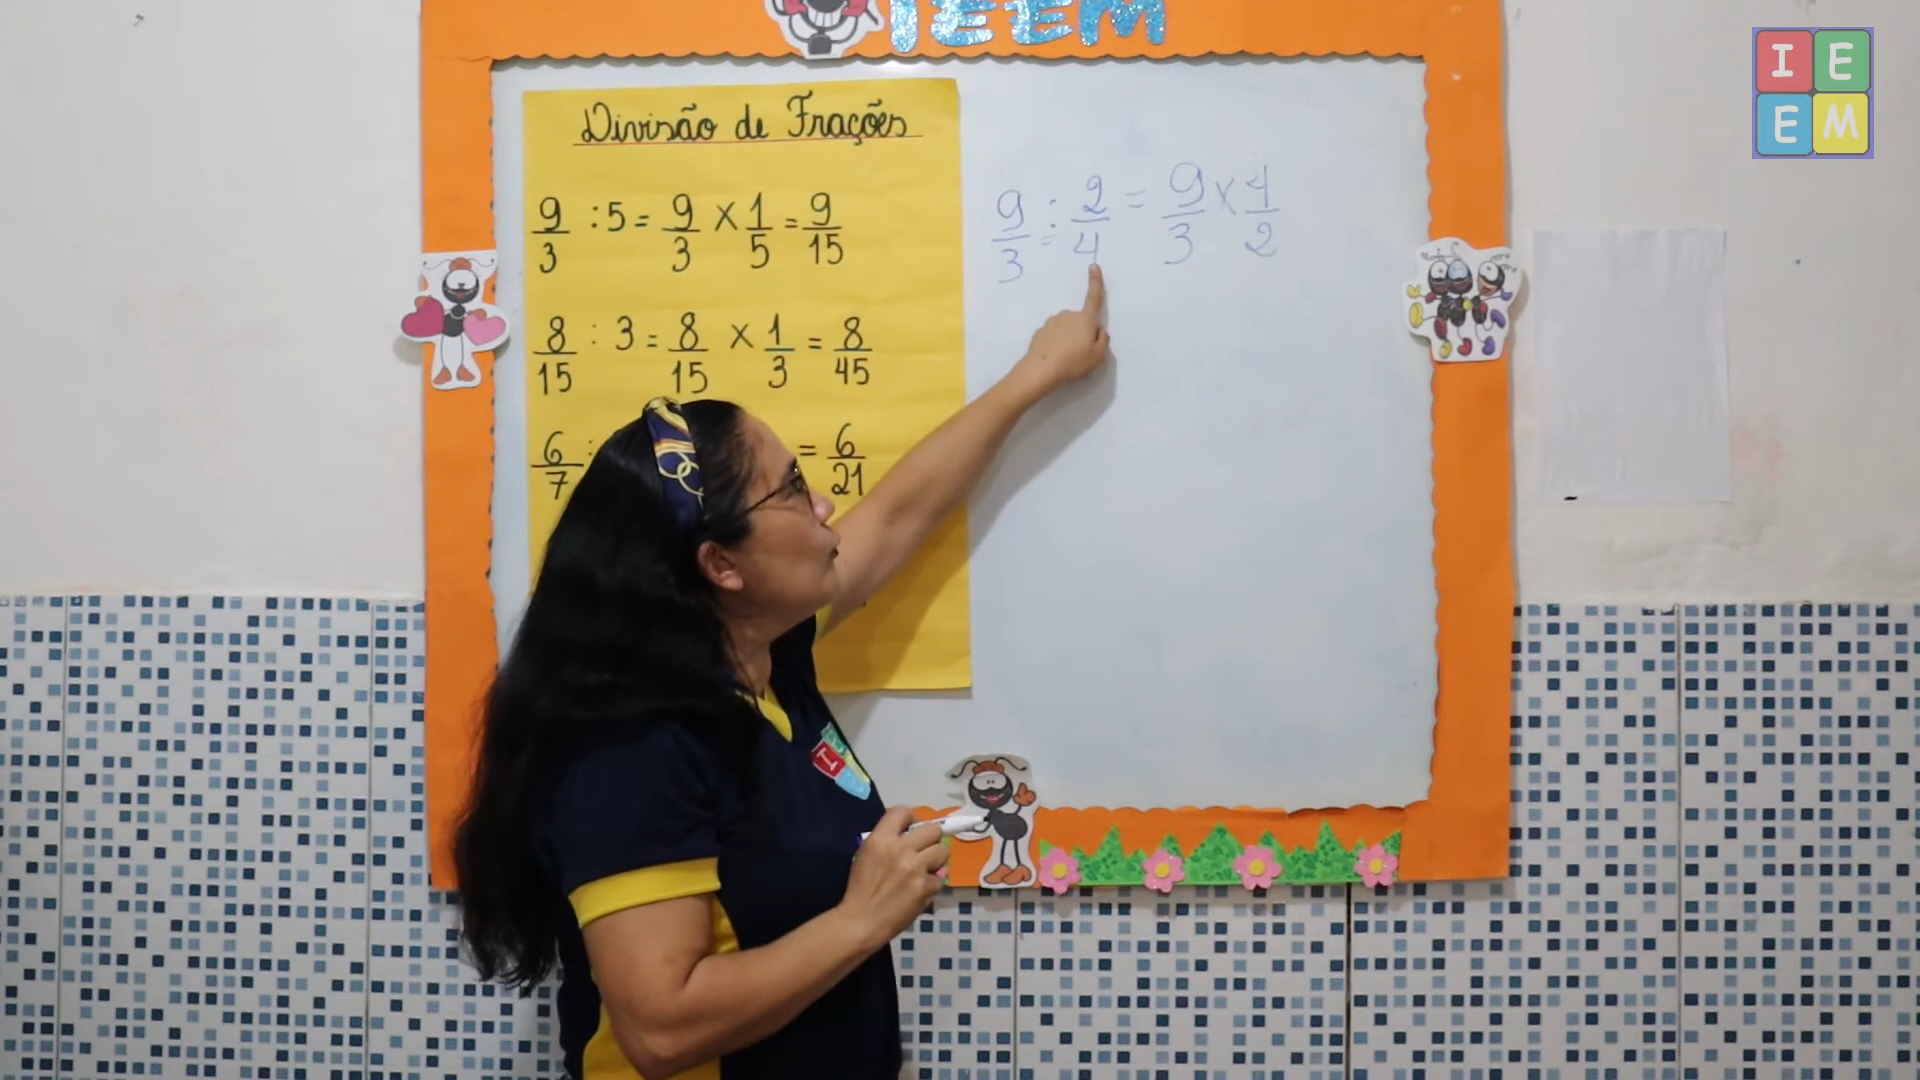 IEEM
I E
E M
Divisão de Frações
9/3 : 5 = 9/3 X 1/5 = 9/15
8/15 : 3 = 8/15 X 1/3 = 8/45
6/7 : = 6/21
9/3 : 2/4 = 9/3 x 4/2
I E